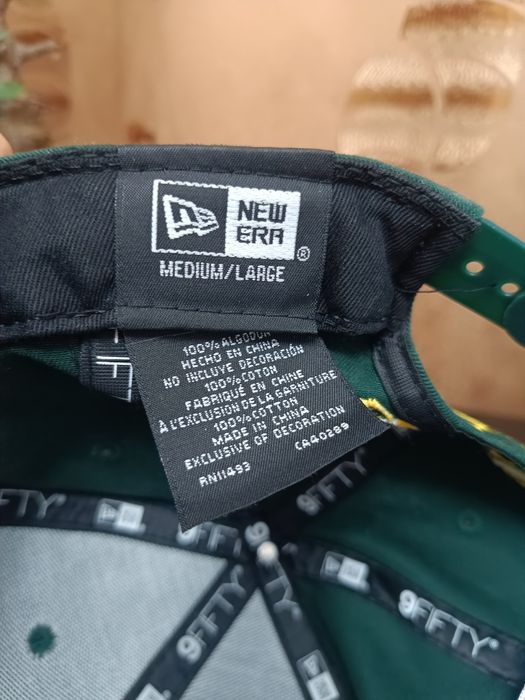 NEW
ERA
®
MEDIUM/LARGE
100% ALGODON
HECHO EN CHINA
NO INCLUYE DECORACIÓN
100% COTON
FABRIQUÉ EN CHINE
À L'EXCLUSION DE LA GARNITURE
100% COTTON
MADE IN CHINA
EXCLUSIVE OF DECORATION
RN11493 CA40289
9FIFTY
9FIFTY
9FIFTY